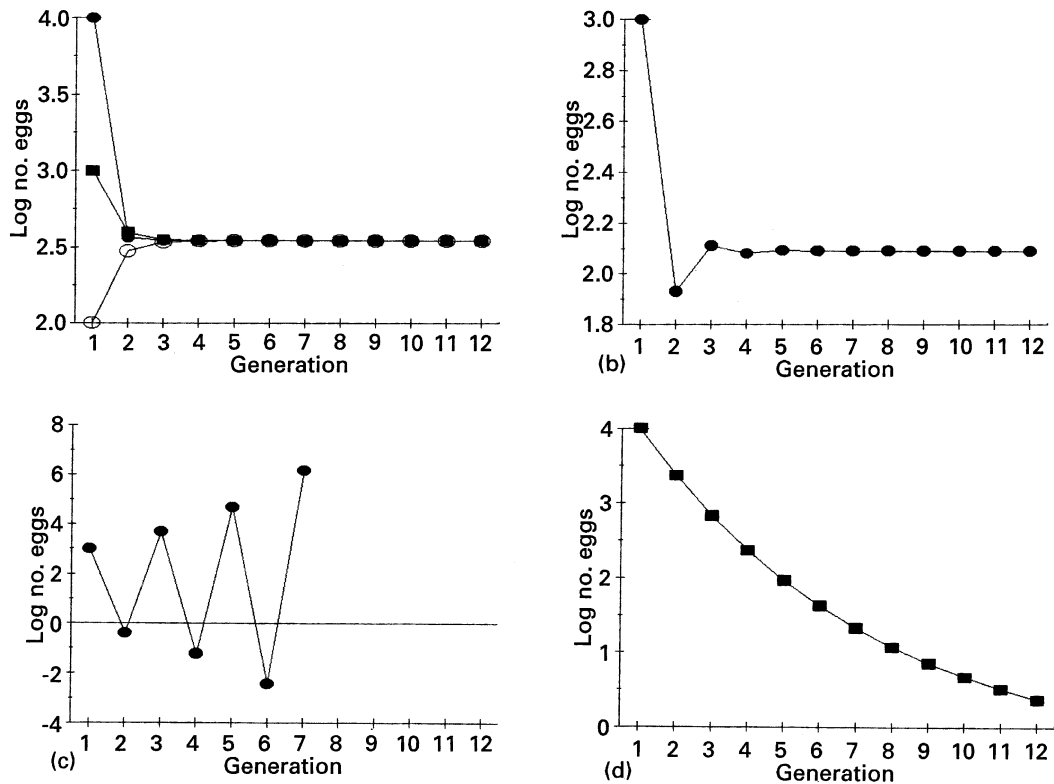 4.0
3.5
3.0
2.5
2.0
Log no. eggs
1 2 3 4 5 6 7 8 9 10 11 12
Generation
3.0
2.8
2.6
2.4
2.2
2.0
1.8
Log no. eggs
1 2 3 4 5 6 7 8 9 10 11 12
(b) Generation
8
6
4
2
0
-2
-4
Log no. eggs
1 2 3 4 5 6 7 8 9 10 11 12
(c) Generation
4
3
2
1
0
Log no. eggs
1 2 3 4 5 6 7 8 9 10 11 12
(d) Generation